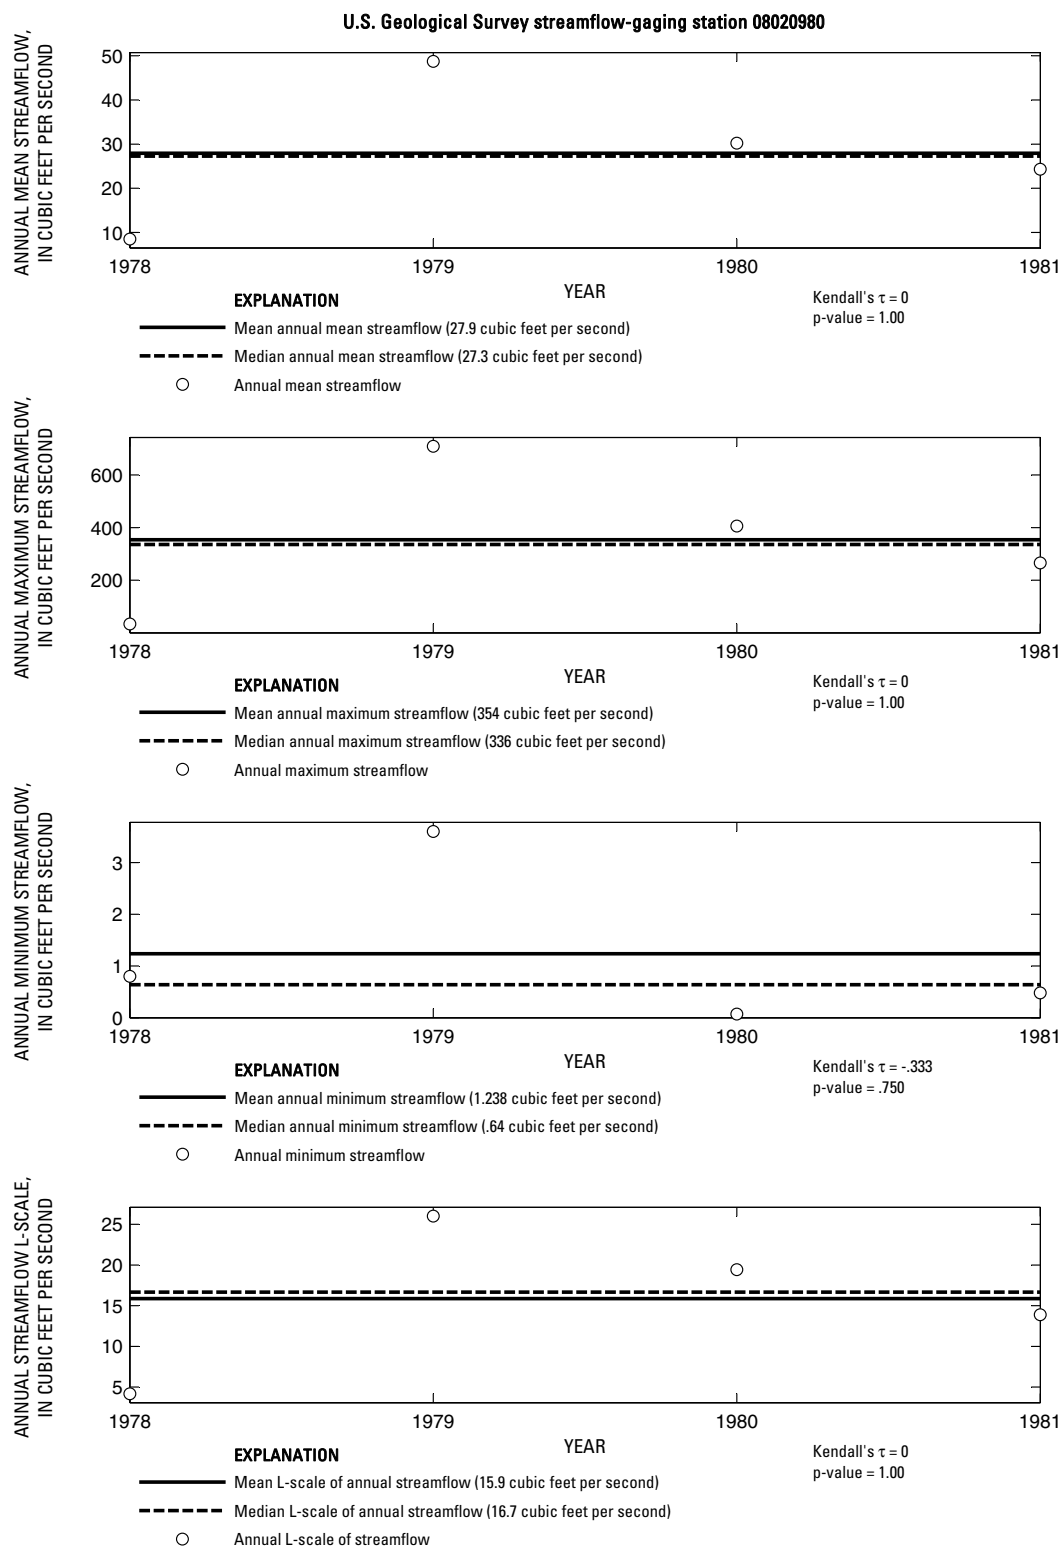 U.S. Geological Survey streamflow-gaging station 08020980
ANNUAL MEAN STREAMFLOW,
IN CUBIC FEET PER SECOND
50
40
30
20
10
1978 1979 1980 1981
YEAR
EXPLANATION
Mean annual mean streamflow (27.9 cubic feet per second)
Median annual mean streamflow (27.3 cubic feet per second)
Annual mean streamflow
Kendall's τ = 0
p-value = 1.00
ANNUAL MAXIMUM STREAMFLOW,
IN CUBIC FEET PER SECOND
600
400
200
1978 1979 1980 1981
YEAR
EXPLANATION
Mean annual maximum streamflow (354 cubic feet per second)
Median annual maximum streamflow (336 cubic feet per second)
Annual maximum streamflow
Kendall's τ = 0
p-value = 1.00
ANNUAL MINIMUM STREAMFLOW,
IN CUBIC FEET PER SECOND
3
2
1
0
1978 1979 1980 1981
YEAR
EXPLANATION
Mean annual minimum streamflow (1.238 cubic feet per second)
Median annual minimum streamflow (.64 cubic feet per second)
Annual minimum streamflow
Kendall's τ = -.333
p-value = .750
ANNUAL STREAMFLOW L-SCALE,
IN CUBIC FEET PER SECOND
25
20
15
10
5
1978 1979 1980 1981
YEAR
EXPLANATION
Mean L-scale of annual streamflow (15.9 cubic feet per second)
Median L-scale of annual streamflow (16.7 cubic feet per second)
Annual L-scale of streamflow
Kendall's τ = 0
p-value = 1.00